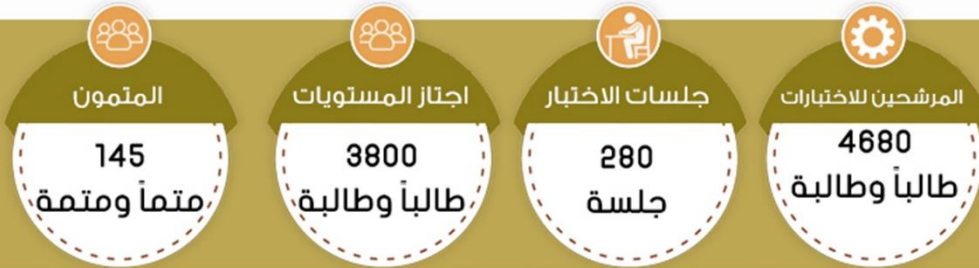 المرشحين للاختبارات
4680
طالباً وطالبة
جلسات الاختبار
280
جلسة
اجتاز المستويات
3800
طالباً وطالبة
المتمون
145
متماً ومتمة